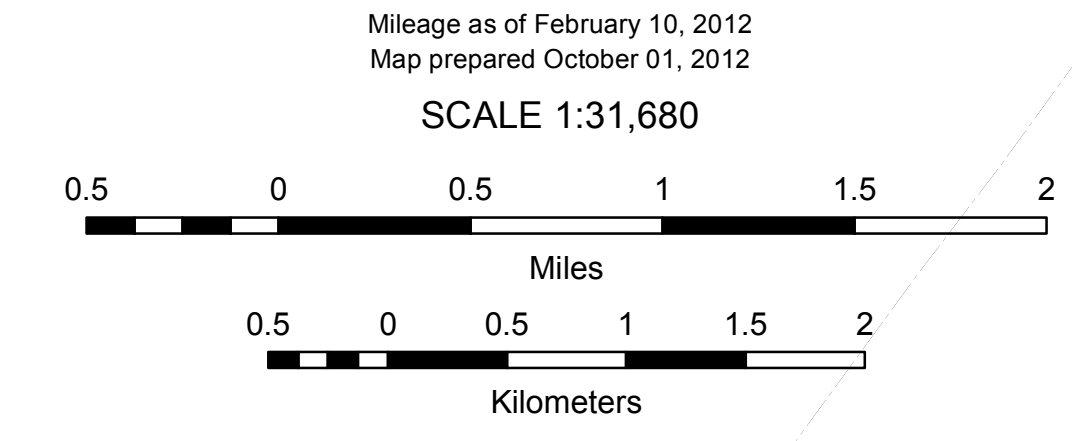 Mileage as of February 10, 2012
Map prepared October 01, 2012
SCALE 1:31,680
0.5 0 0.5 1 1.5 2
Miles
0.5 0 0.5 1 1.5 2
Kilometers